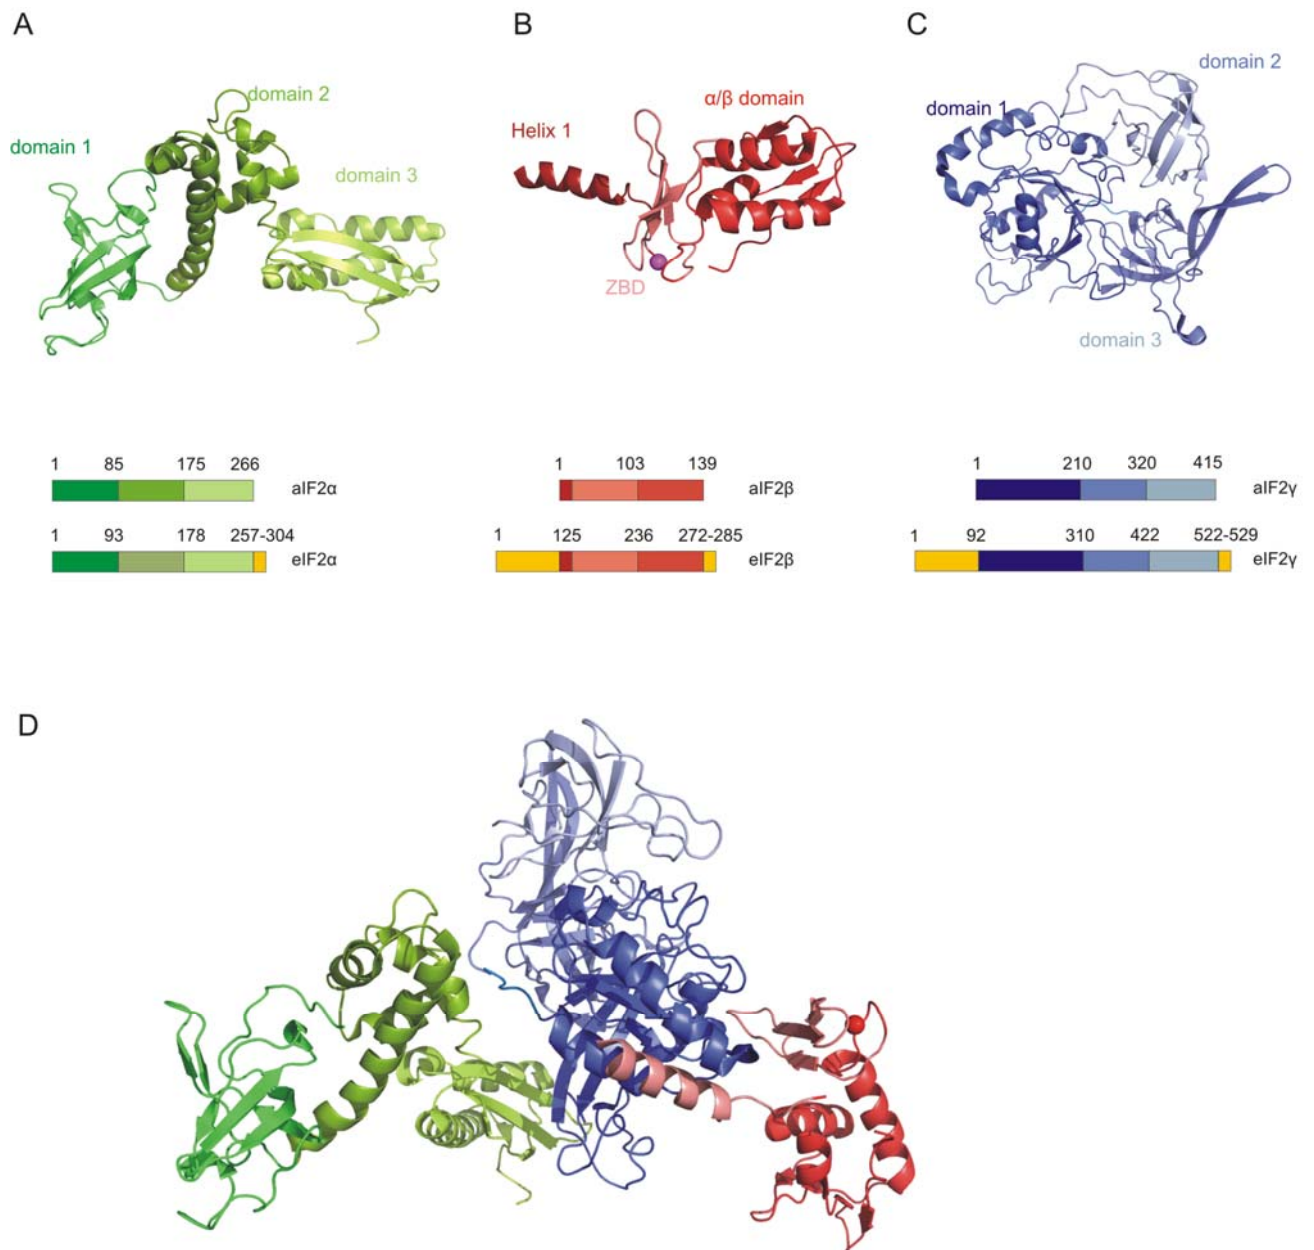 A
B
C
domain 2
domain 2
α/β domain
domain 1
Helix 1
domain 1
domain 3
ZBD
domain 3
1 85 175 266
aIF2α
1 93 178 257-304
eIF2α
1 103 139
aIF2β
1 125 236 272-285
eIF2β
1 210 320 415
aIF2γ
1 92 310 422 522-529
eIF2γ
D